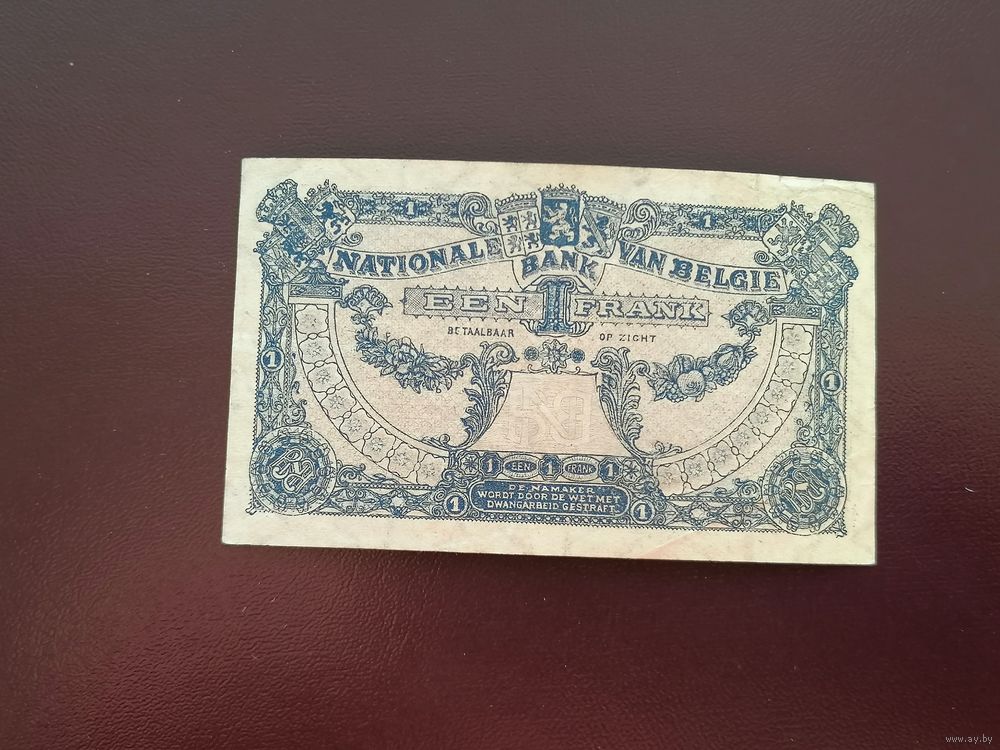 1 1
NATIONALE BANK VAN BELGIE
EEN 1 FRANK
BETAALBAAR OP ZICHT
1 1
1 EEN 1 FRANK 1
DE NAMAKER
WORDT DOOR DE WET MET
DWANGARBEID GESTRAFT
1 1
www.ay.by